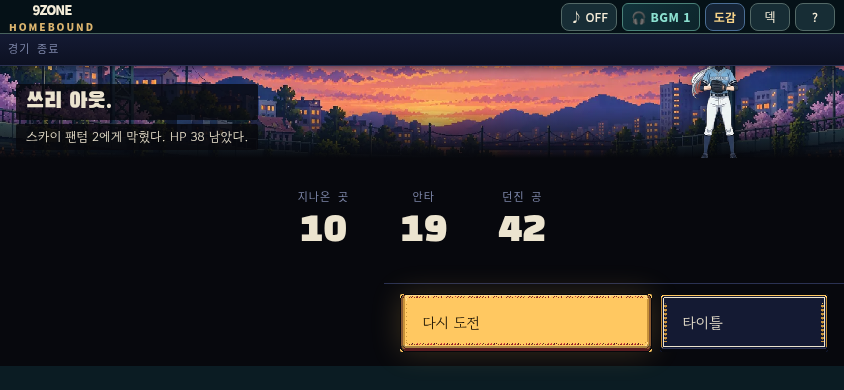 9ZONE
HOMEBOUND
♪ OFF
🎧 BGM 1
도감
덱
?
경기 종료
쓰리 아웃.
스카이 팬텀 2에게 막혔다. HP 38 남았다.
지나온 곳
안타
던진 공
10
19
42
다시 도전
타이틀